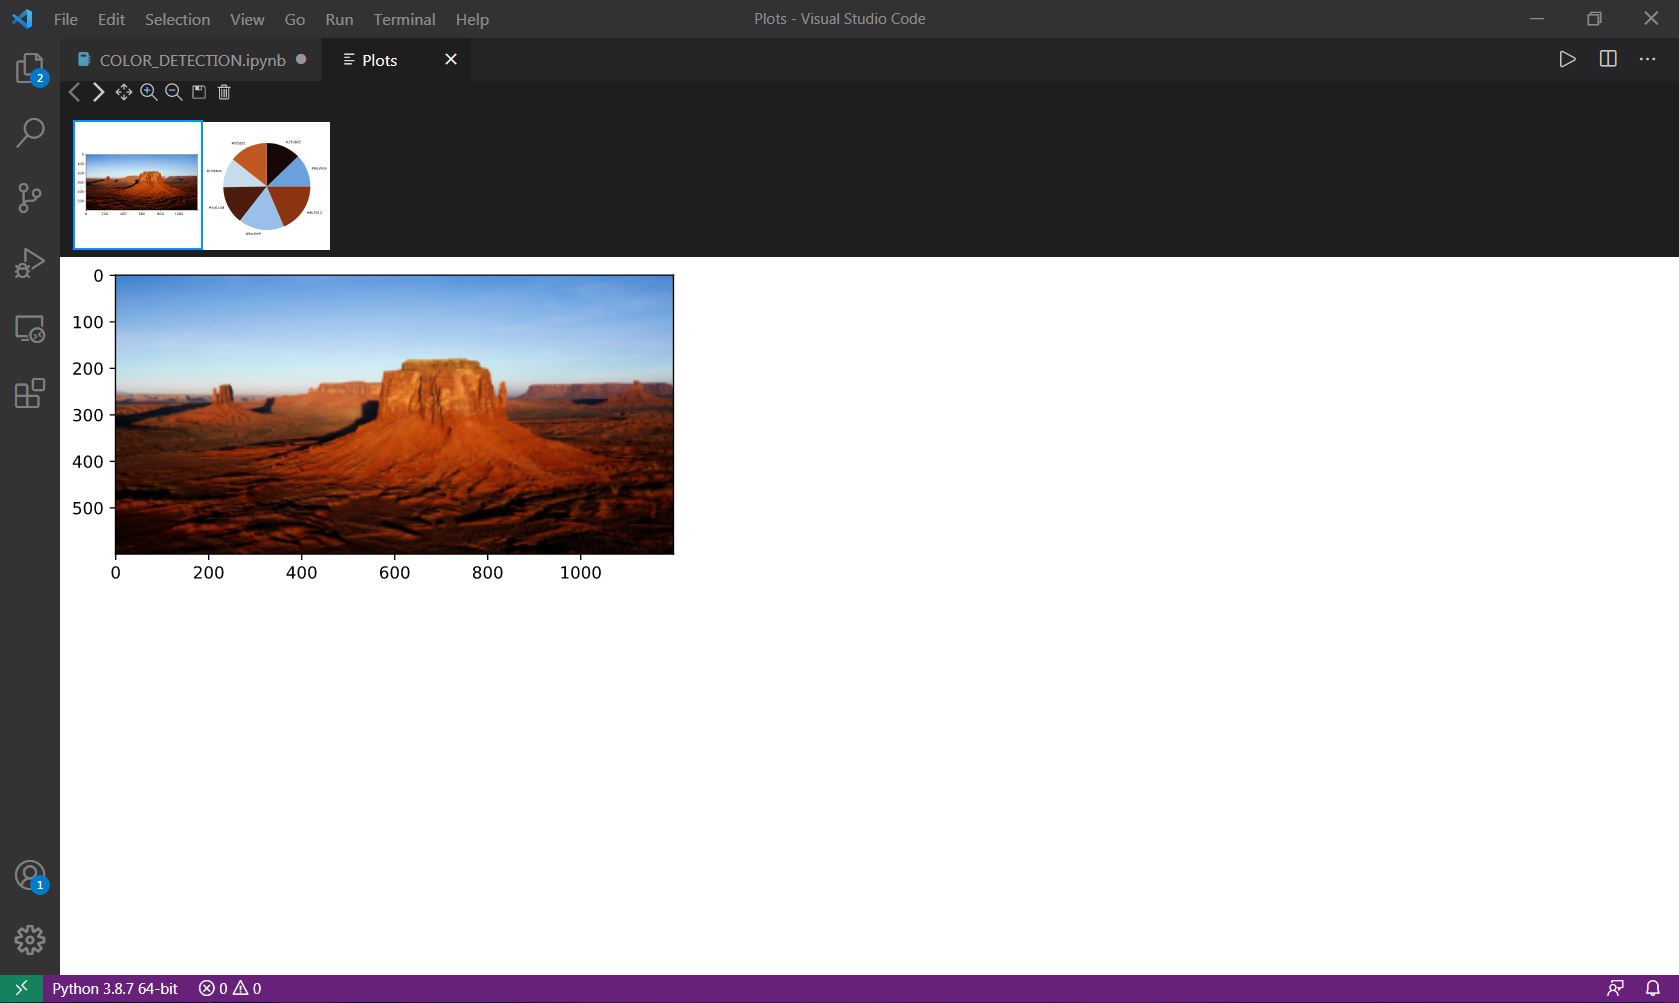 File Edit Selection View Go Run Terminal Help
Plots - Visual Studio Code
COLOR_DETECTION.ipynb
Plots
2
0
100
200
300
400
500
0 200 400 600 800 1000
1
Python 3.8.7 64-bit 0 0